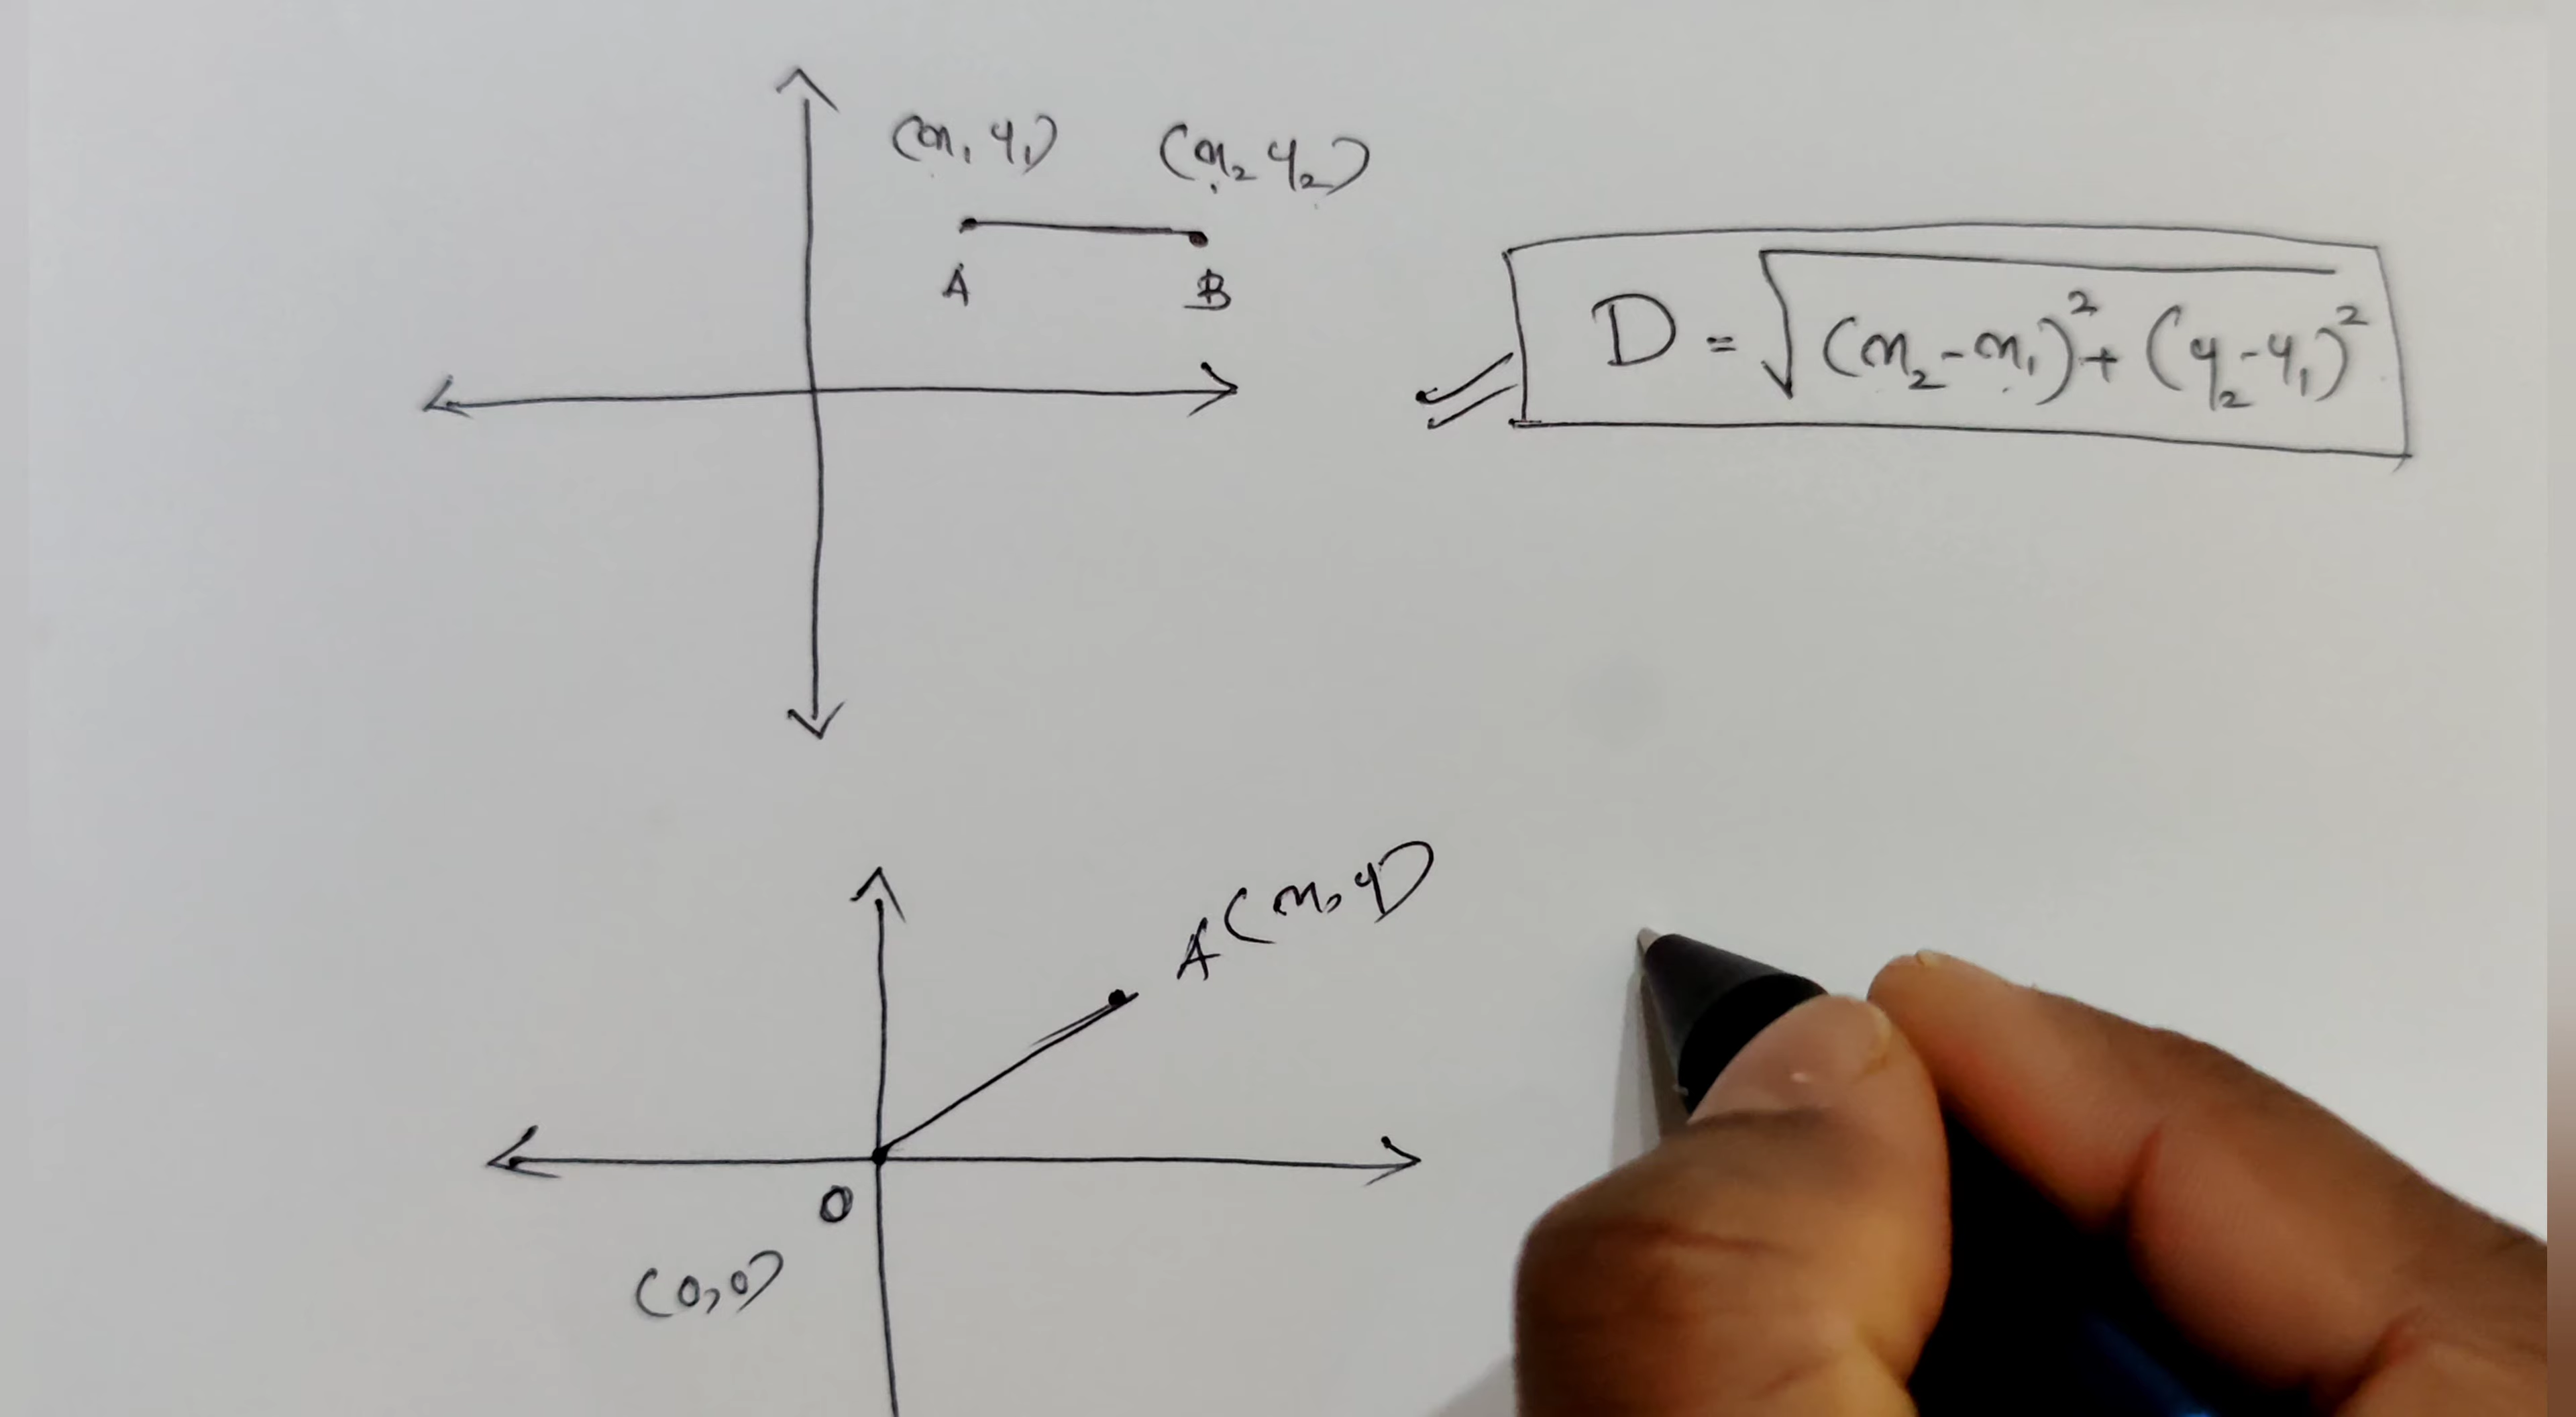 (x₁ y₁) (x₂ y₂)
A B
D = √(x₂-x₁)² + (y₂-y₁)²
A(x, y)
O
(0,0)